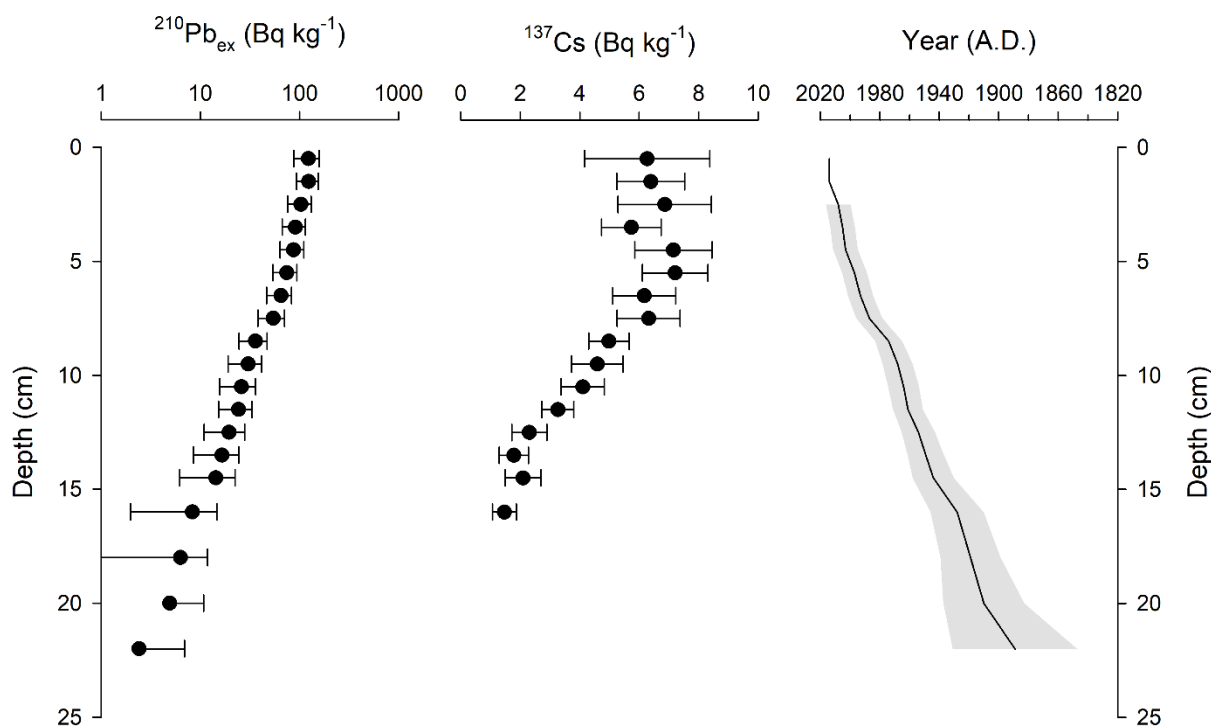 ²¹⁰Pbₑₓ (Bq kg⁻¹) ¹³⁷Cs (Bq kg⁻¹) Year (A.D.)
1 10 100 1000 0 2 4 6 8 10 2020 1980 1940 1900 1860 1820
0 0
5 5
10 10
15 15
20 20
25 25
Depth (cm)
Depth (cm)